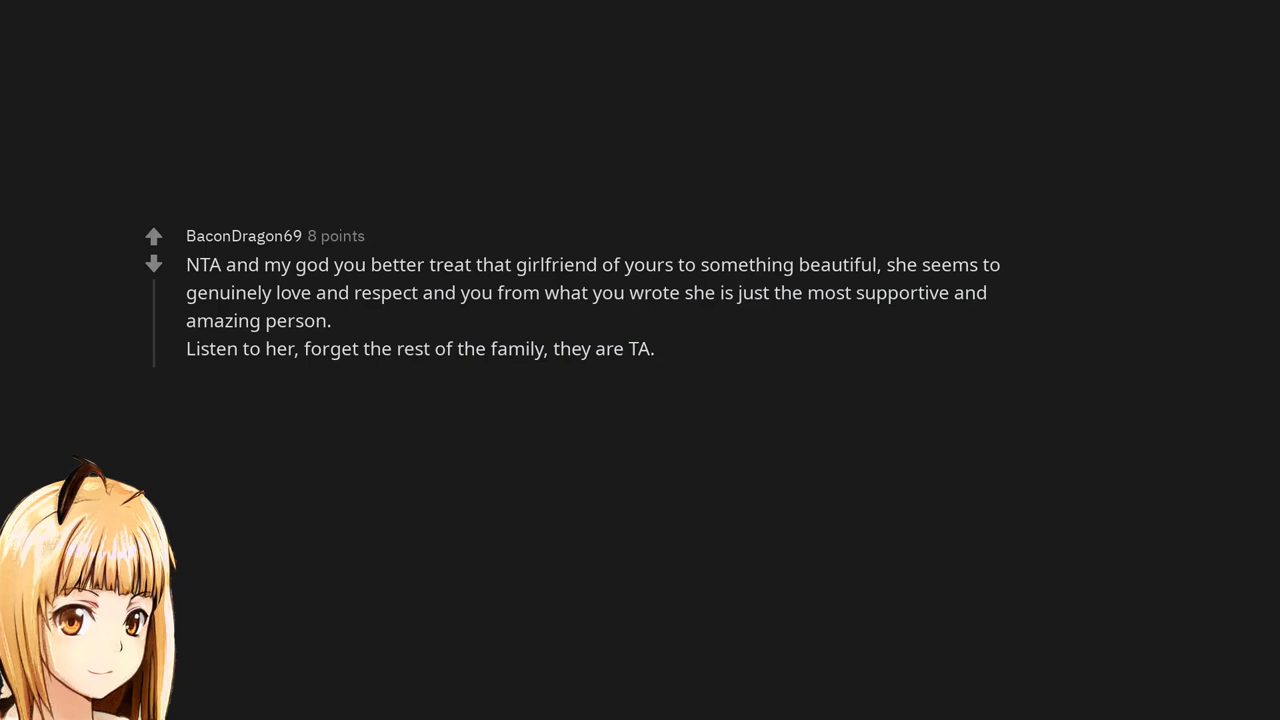 BaconDragon69 8 points
NTA and my god you better treat that girlfriend of yours to something beautiful, she seems to
genuinely love and respect and you from what you wrote she is just the most supportive and
amazing person.
Listen to her, forget the rest of the family, they are TA.